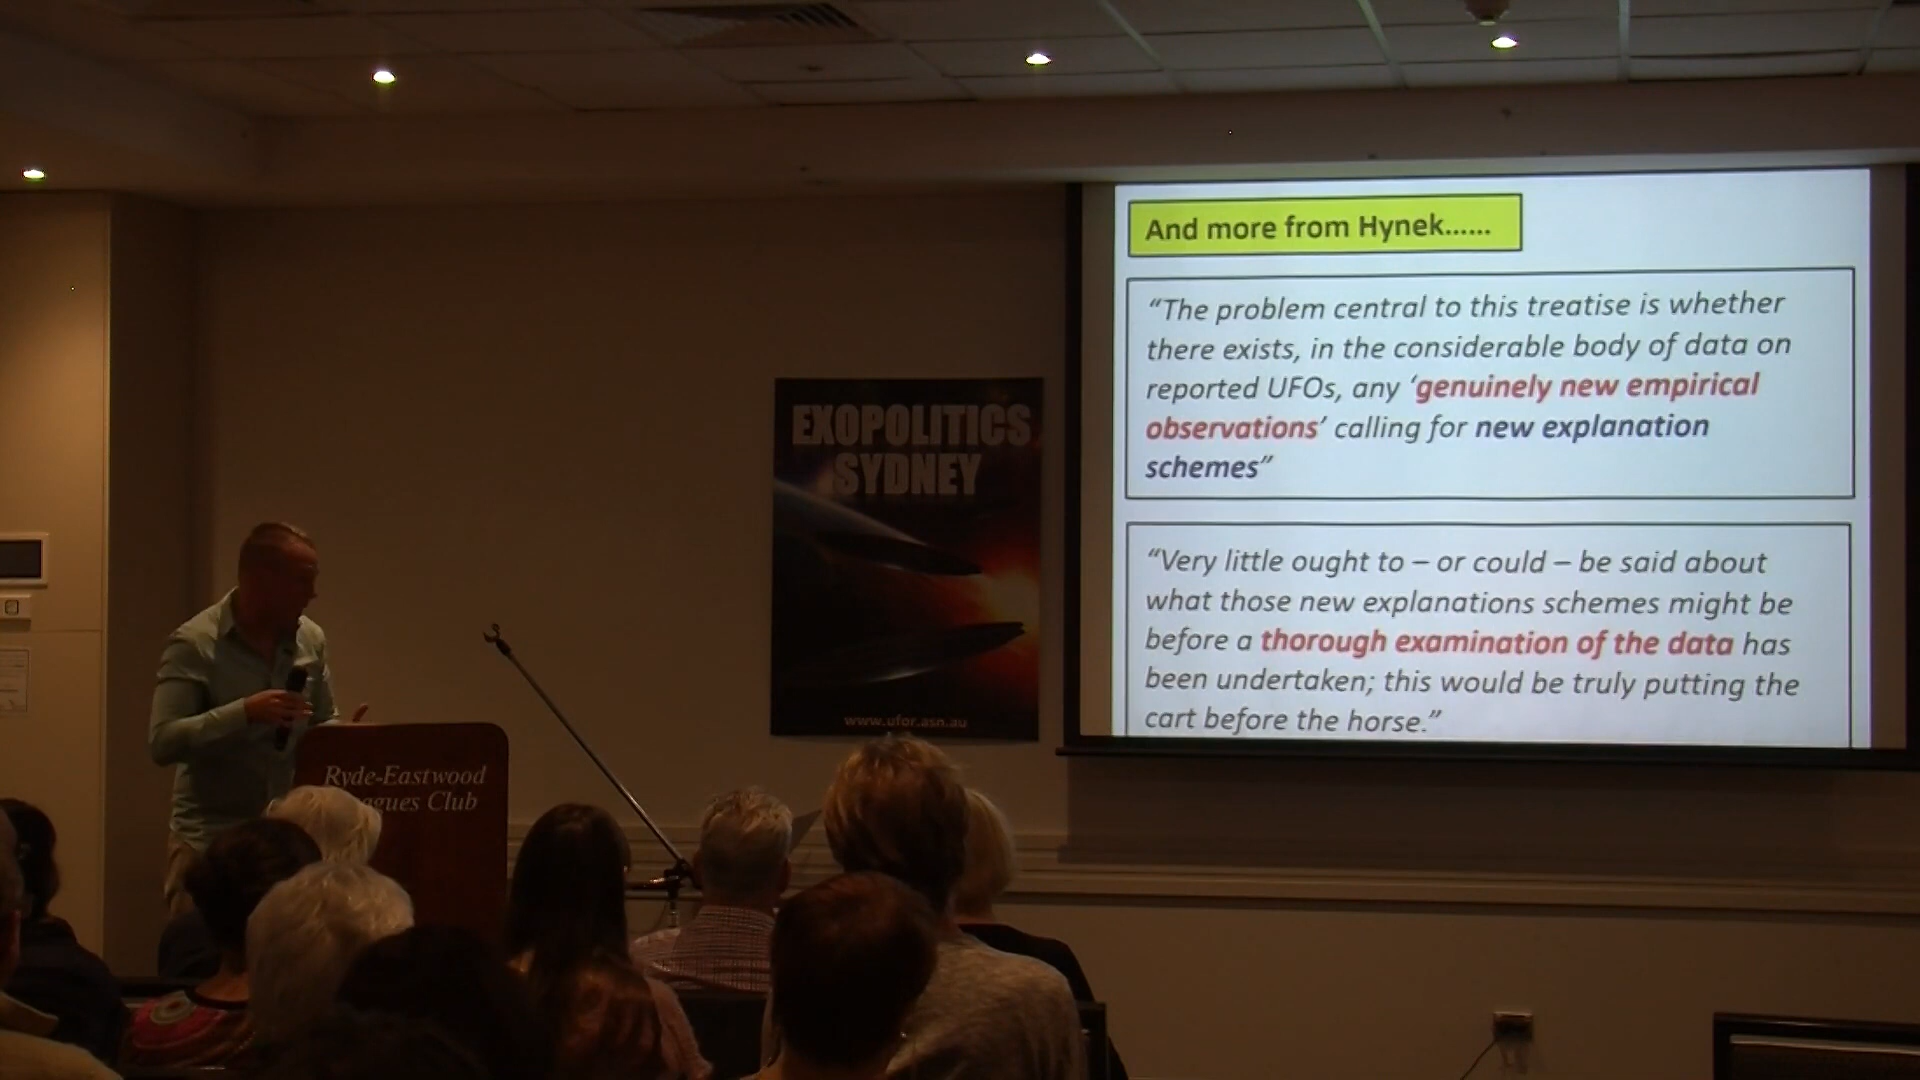 And more from Hynek......
“The problem central to this treatise is whether
there exists, in the considerable body of data on
reported UFOs, any ‘genuinely new empirical
observations’ calling for new explanation
schemes”
“Very little ought to – or could – be said about
what those new explanations schemes might be
before a thorough examination of the data has
been undertaken; this would be truly putting the
cart before the horse.”
EXOPOLITICS
SYDNEY
www.ufor.asn.au
Ryde-Eastwood
agues Club